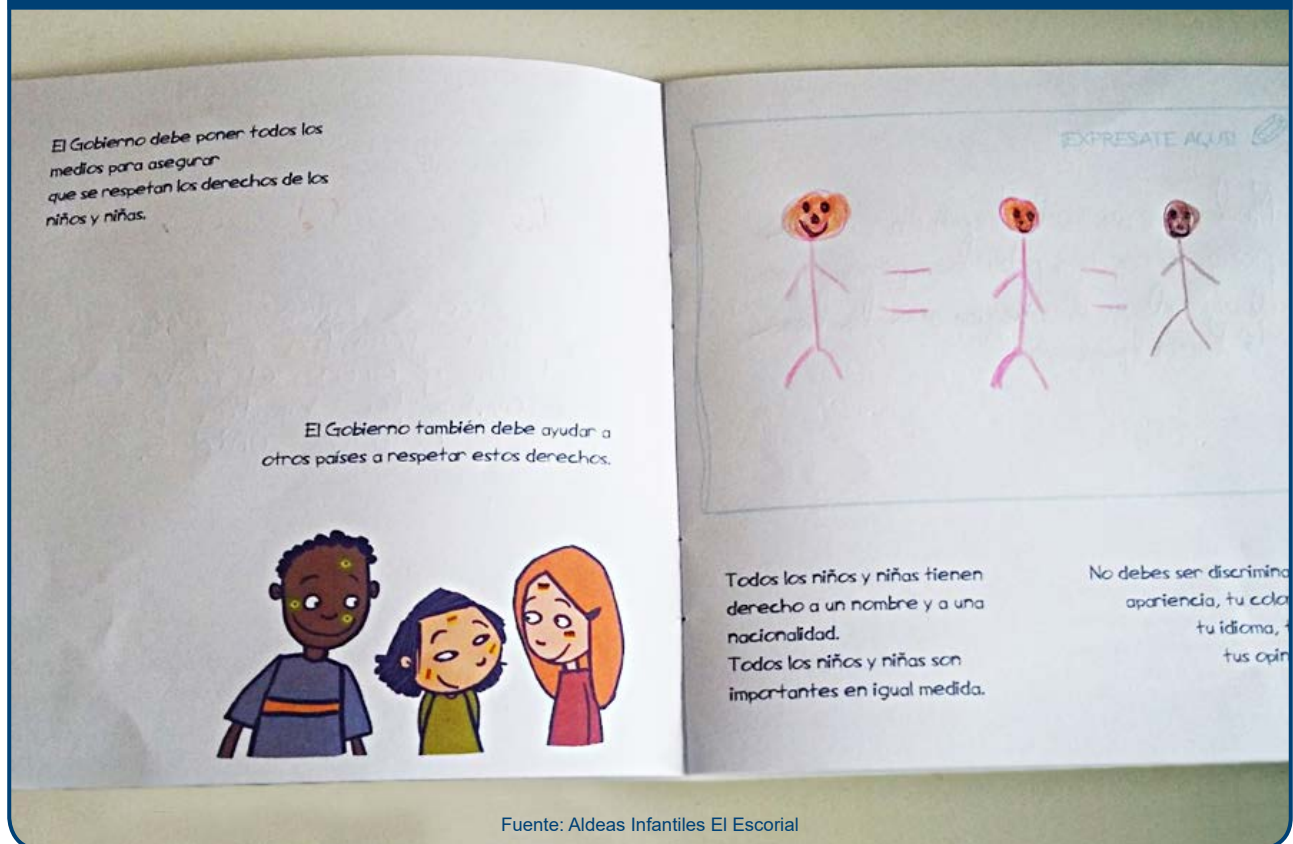 El Gobierno debe poner todos los
medios para asegurar
que se respetan los derechos de los
niños y niñas.
El Gobierno también debe ayudar a
otros países a respetar estos derechos.
¡EXPRÉSATE AQUÍ!
Todos los niños y niñas tienen
derecho a un nombre y a una
nacionalidad.
Todos los niños y niñas son
importantes en igual medida.
No debes ser discrimina
apariencia, tu color
tu idioma,
tus opin
Fuente: Aldeas Infantiles El Escorial